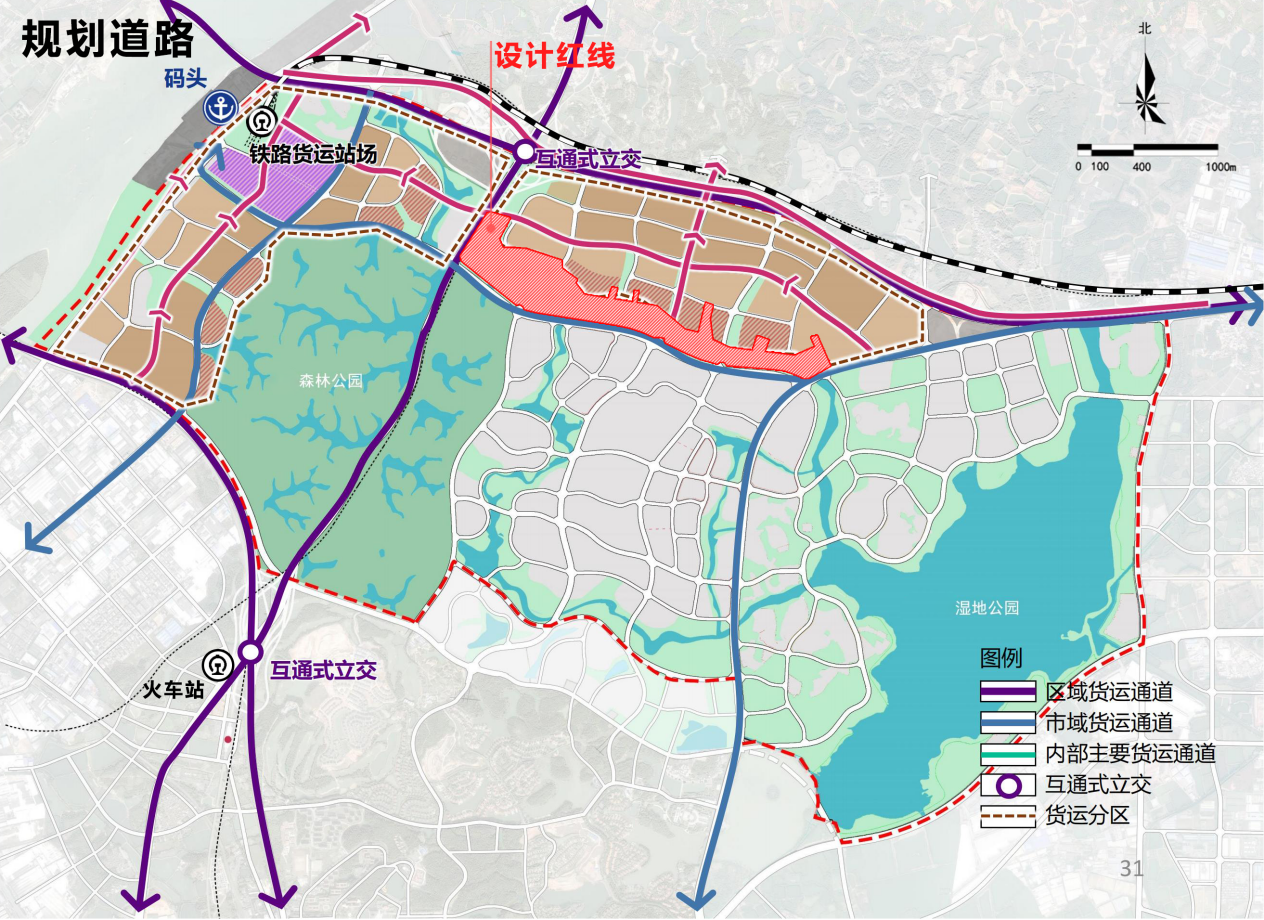 规划道路
设计红线
北
码头
铁路货运站场
互通式立交
0 100 400 1000m
森林公园
湿地公园
火车站
互通式立交
图例
区域货运通道
市域货运通道
内部主要货运通道
互通式立交
货运分区
31